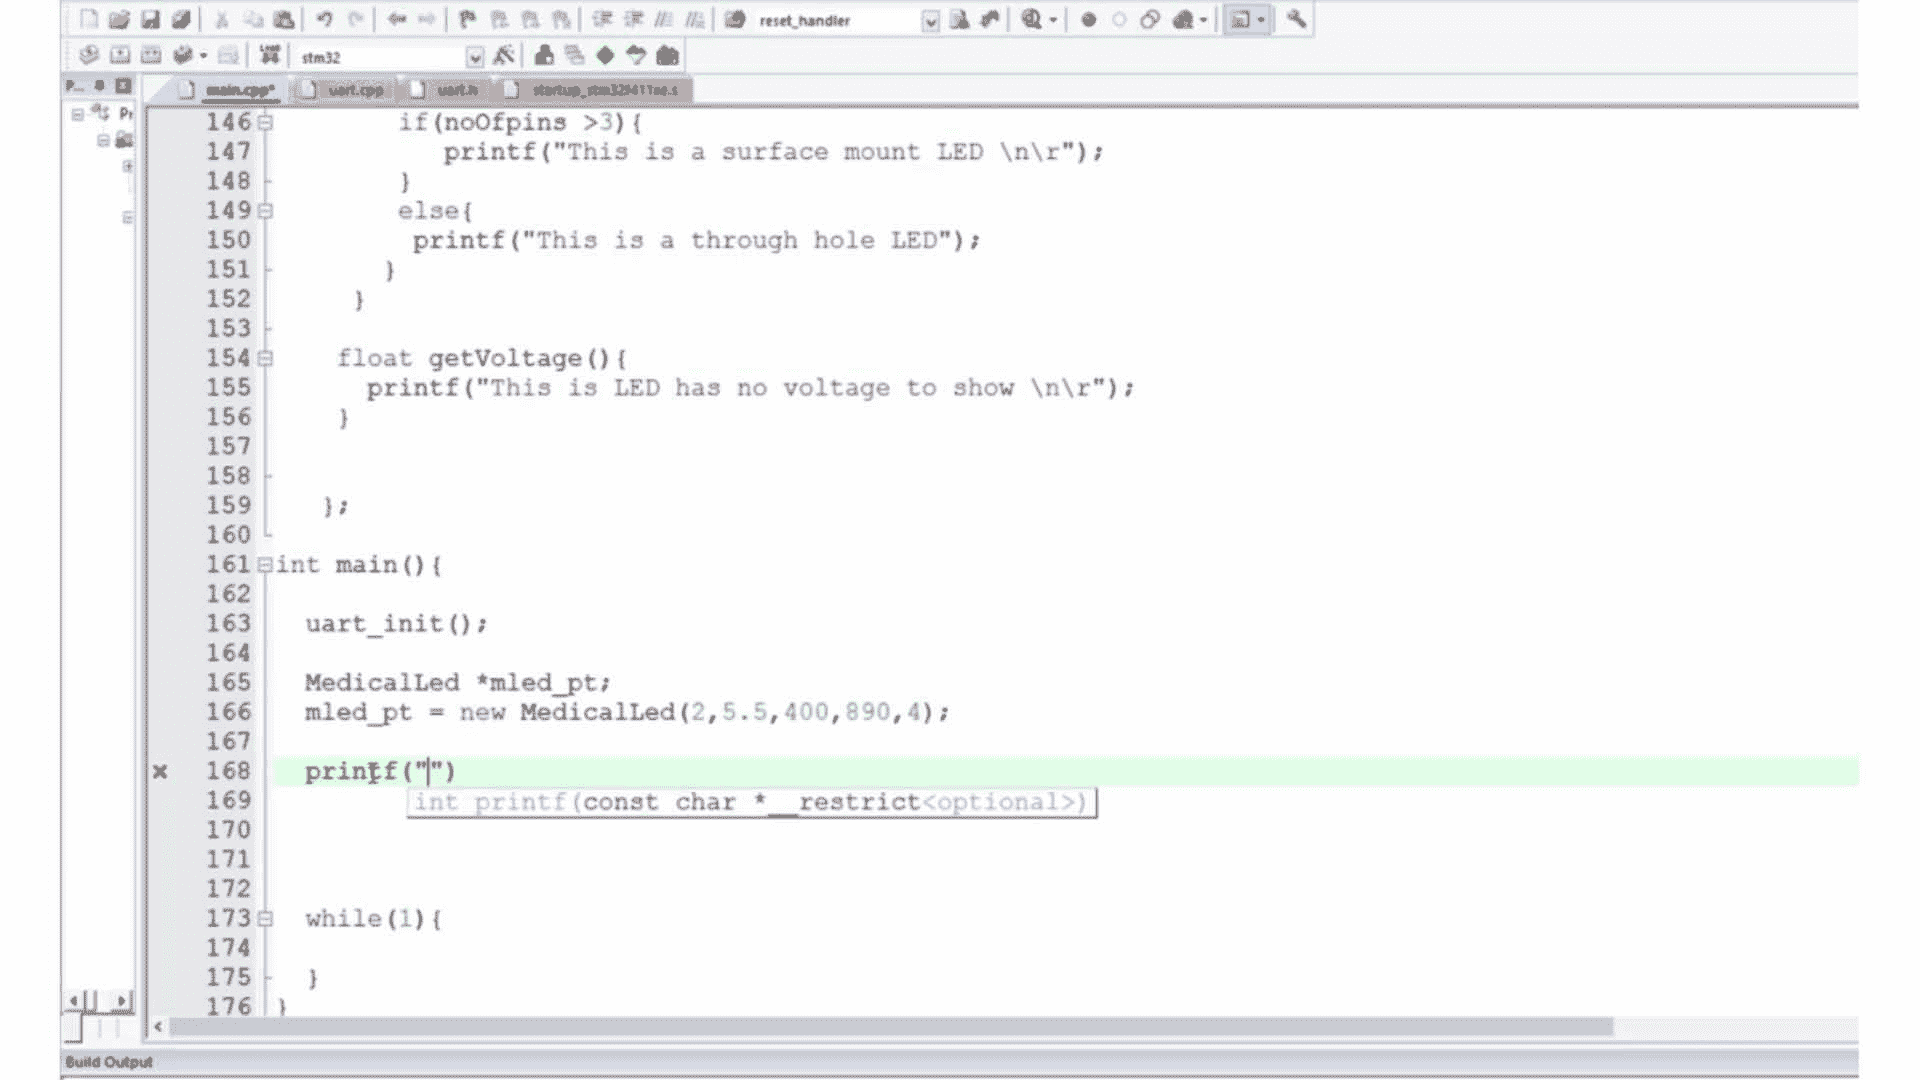 reset_handler
stm32
P...
main.cpp* uart.cpp uart.h startup_stm32f411xe.s
Pr
146 if(noOfpins >3){
147 printf("This is a surface mount LED \n\r");
148 }
149 else{
150 printf("This is a through hole LED");
151 }
152 }
153
154 float getVoltage(){
155 printf("This is LED has no voltage to show \n\r");
156 }
157
158
159 };
160
161 int main(){
162
163 uart_init();
164
165 MedicalLed *mled_pt;
166 mled_pt = new MedicalLed(2,5.5,400,890,4);
167
168 printf("")
169 int printf(const char *__restrict<optional>)
170
171
172
173 while(1){
174
175 }
176 }
Build Output